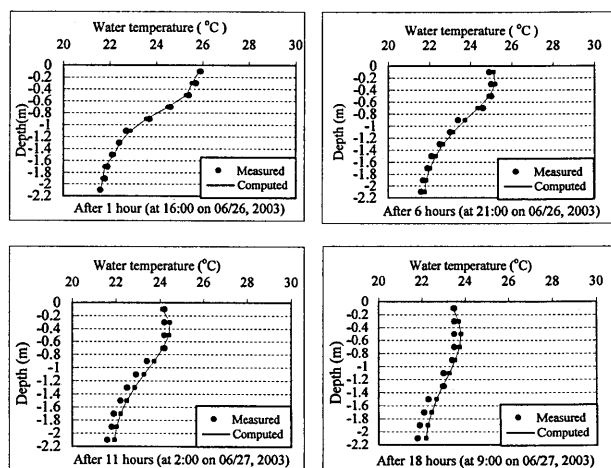 Water temperature ( °C)
20 22 24 26 28 30
0
-0.2
-0.4
-0.6
-0.8
-1
-1.2
-1.4
-1.6
-1.8
-2
-2.2
Depth(m)
Measured
Computed
After 1 hour (at 16:00 on 06/26, 2003)
Water temperature ( °C)
20 22 24 26 28 30
0
-0.2
-0.4
-0.6
-0.8
-1
-1.2
-1.4
-1.6
-1.8
-2
-2.2
Depth(m)
Measured
Computed
After 6 hours (at 21:00 on 06/26, 2003)
Water temperature (°C)
20 22 24 26 28 30
0
-0.2
-0.4
-0.6
-0.8
-1
-1.2
-1.4
-1.6
-1.8
-2
-2.2
Depth (m)
Measured
Computed
After 11 hours (at 2:00 on 06/27, 2003)
Water temperature (°C)
20 22 24 26 28 30
0
-0.2
-0.4
-0.6
-0.8
-1
-1.2
-1.4
-1.6
-1.8
-2
-2.2
Depth (m)
Measured
Computed
After 18 hours (at 9:00 on 06/27, 2003)